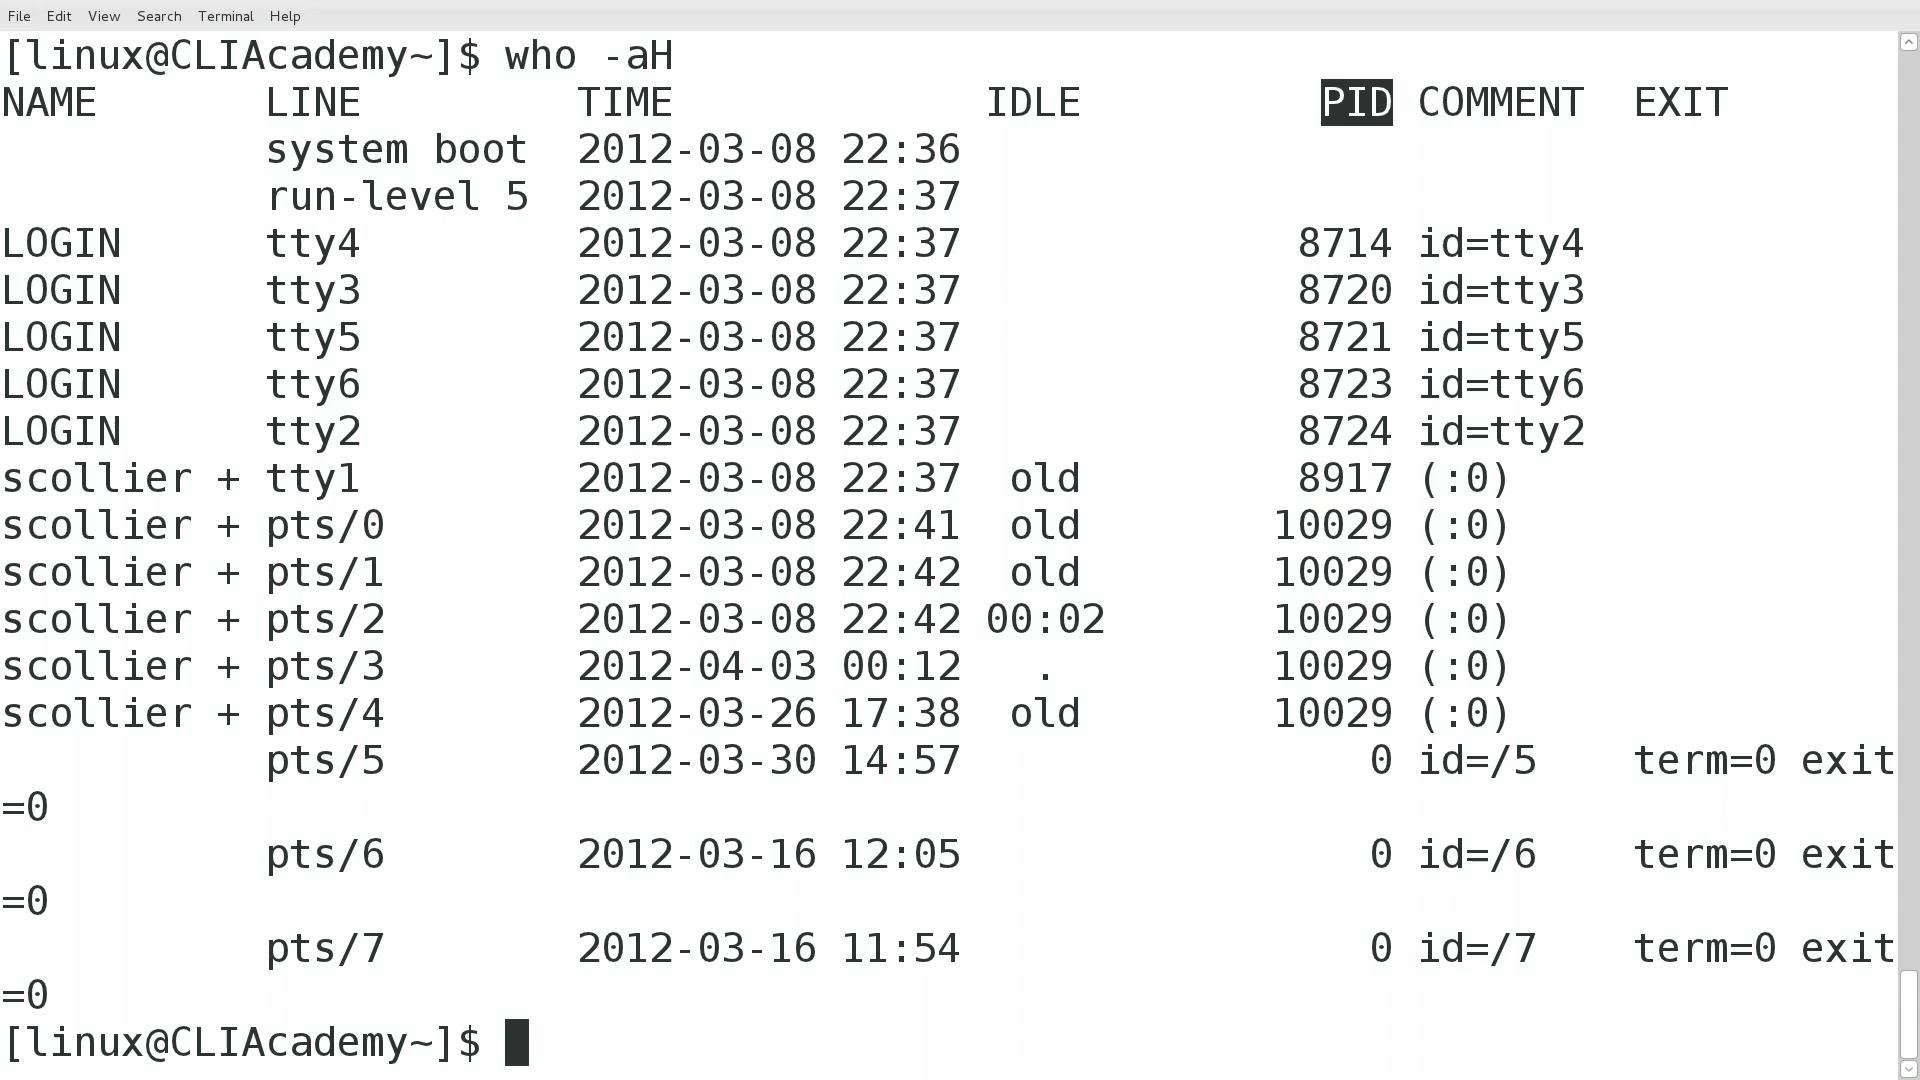 File Edit View Search Terminal Help
[linux@CLIAcademy~]$ who -aH
NAME       LINE         TIME             IDLE          PID COMMENT  EXIT
           system boot  2012-03-08 22:36
           run-level 5  2012-03-08 22:37
LOGIN      tty4         2012-03-08 22:37              8714 id=tty4
LOGIN      tty3         2012-03-08 22:37              8720 id=tty3
LOGIN      tty5         2012-03-08 22:37              8721 id=tty5
LOGIN      tty6         2012-03-08 22:37              8723 id=tty6
LOGIN      tty2         2012-03-08 22:37              8724 id=tty2
scollier + tty1         2012-03-08 22:37  old         8917 (:0)
scollier + pts/0        2012-03-08 22:41  old        10029 (:0)
scollier + pts/1        2012-03-08 22:42  old        10029 (:0)
scollier + pts/2        2012-03-08 22:42 00:02       10029 (:0)
scollier + pts/3        2012-04-03 00:12   .         10029 (:0)
scollier + pts/4        2012-03-26 17:38  old        10029 (:0)
           pts/5        2012-03-30 14:57                 0 id=/5    term=0 exit
=0
           pts/6        2012-03-16 12:05                 0 id=/6    term=0 exit
=0
           pts/7        2012-03-16 11:54                 0 id=/7    term=0 exit
=0
[linux@CLIAcademy~]$